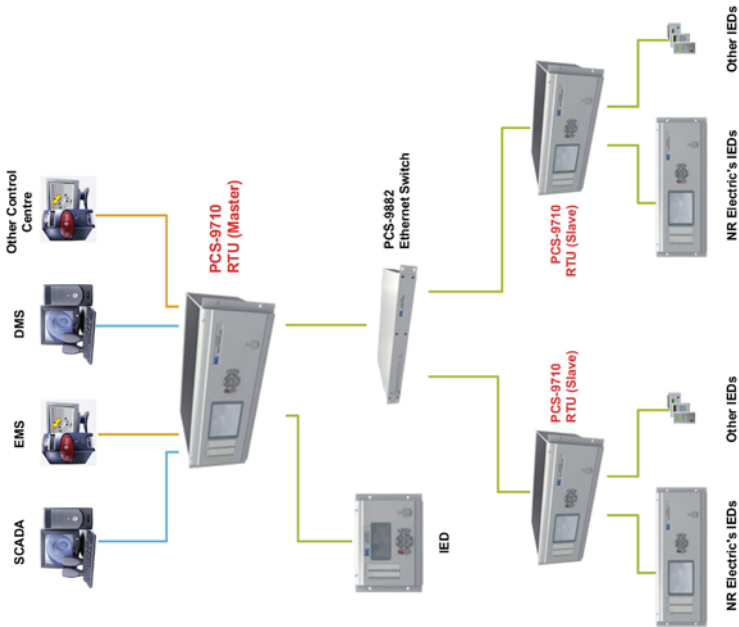 SCADA
EMS
DMS
Other Control
Centre
PCS-9710
RTU (Master)
IED
PCS-9882
Ethernet Switch
PCS-9710
RTU (Slave)
PCS-9710
RTU (Slave)
NR Electric's IEDs
Other IEDs
NR Electric's IEDs
Other IEDs